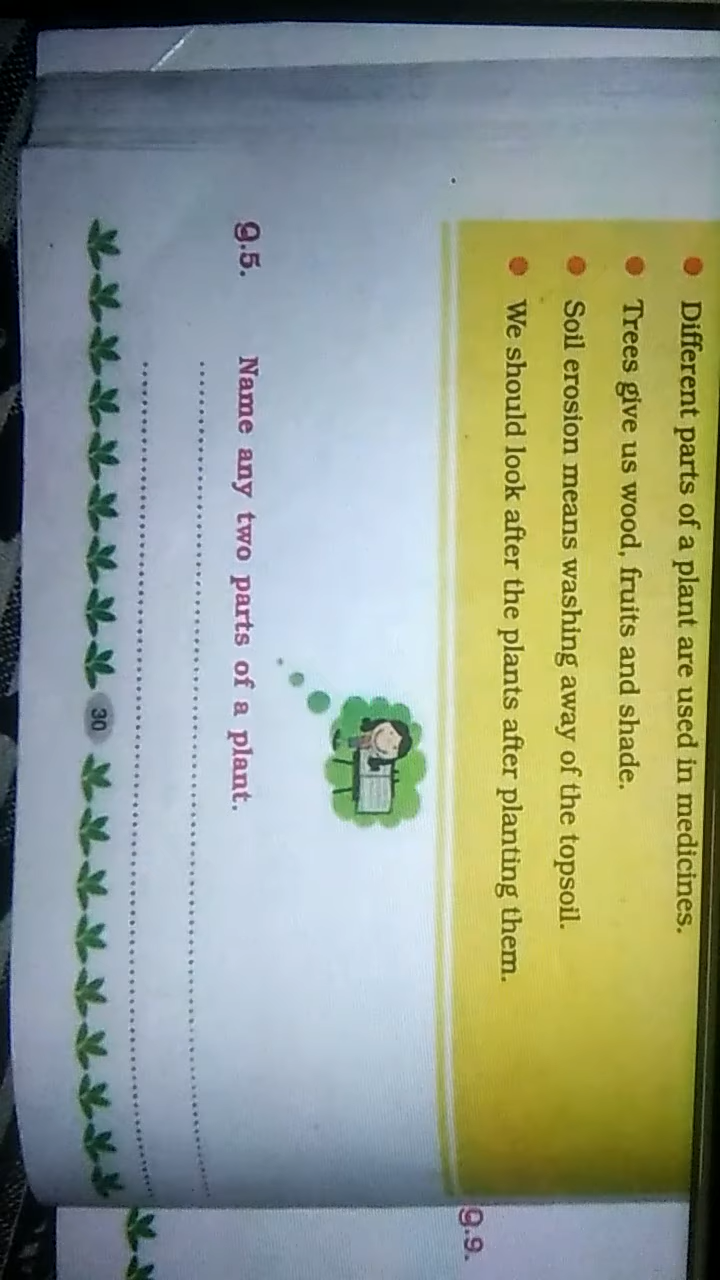 ● Different parts of a plant are used in medicines.
● Trees give us wood, fruits and shade.
● Soil erosion means washing away of the topsoil.
● We should look after the plants after planting them.
Q.5. Name any two parts of a plant.
30
Q.9.